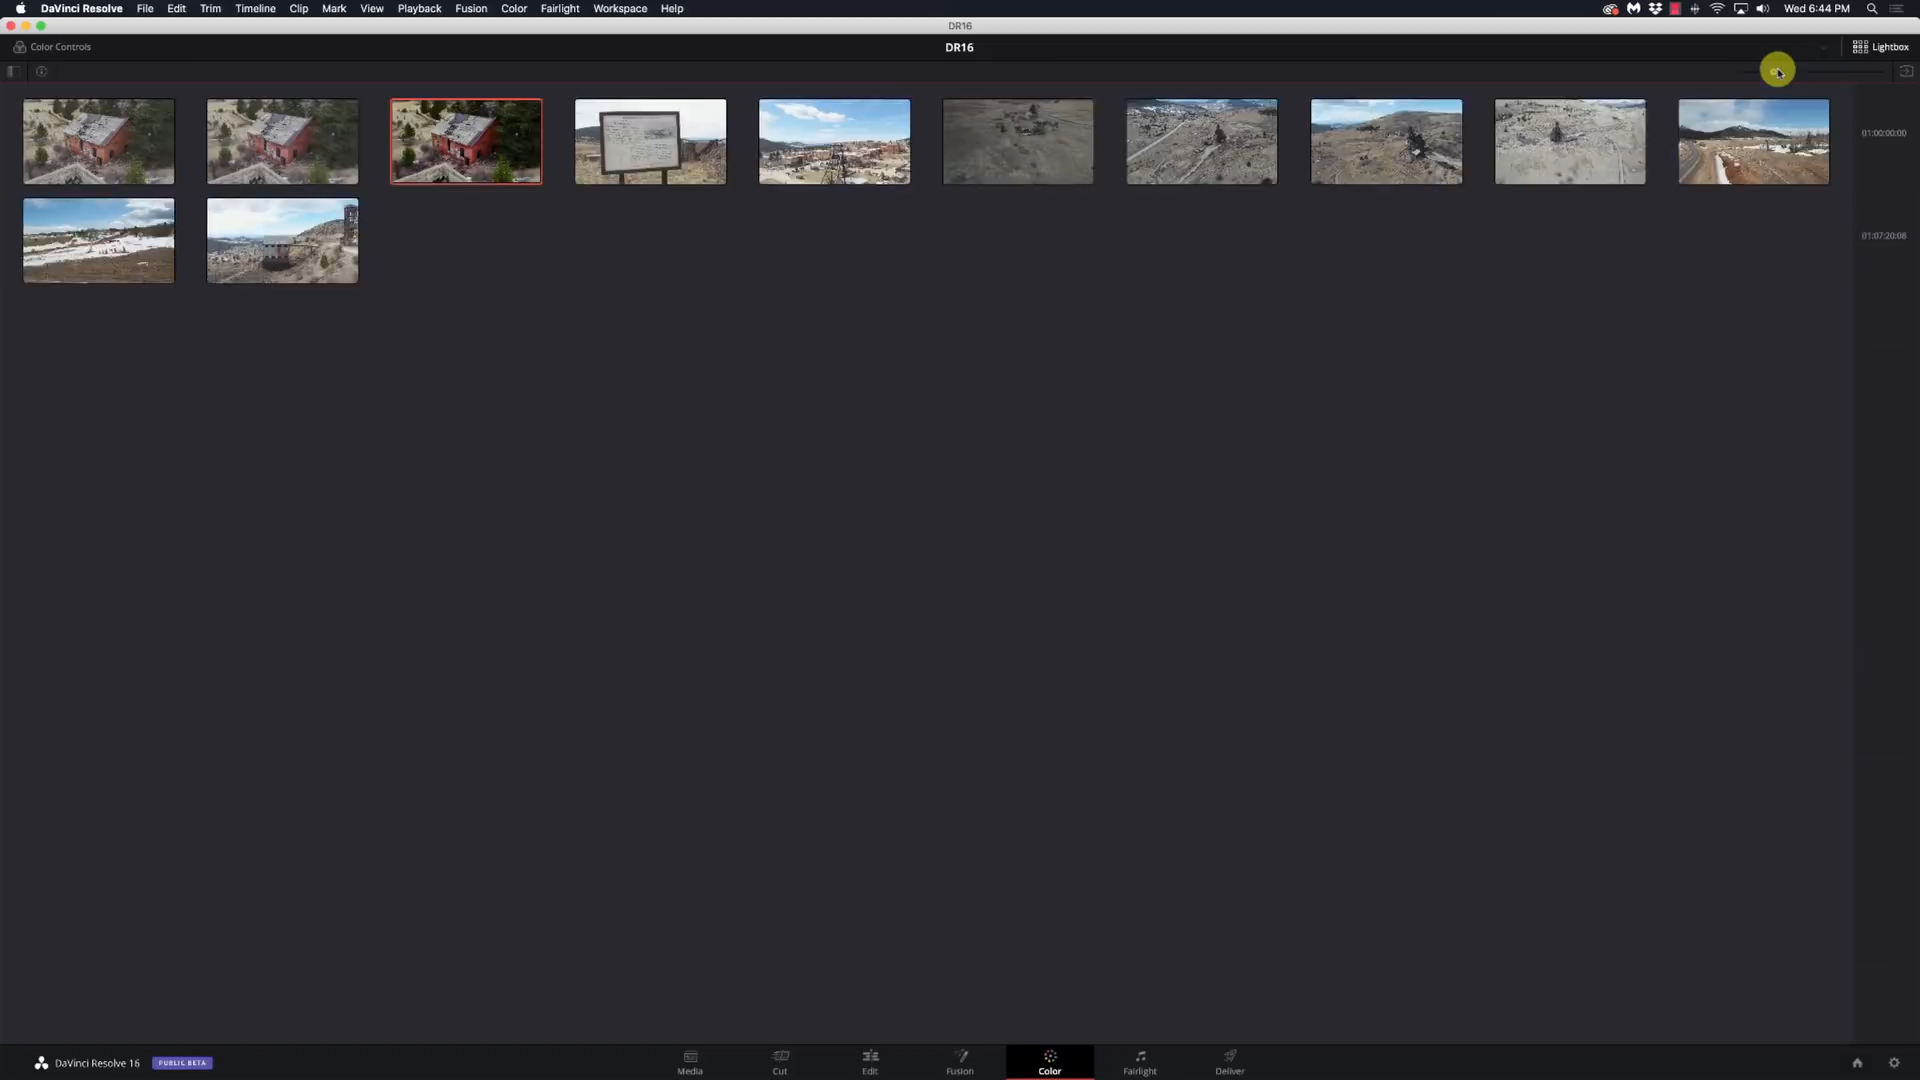 DaVinci Resolve File Edit Trim Timeline Clip Mark View Playback Fusion Color Fairlight Workspace Help Wed 6:44 PM
DR16
Color Controls DR16 Lightbox
01:00:00:00
01:07:20:08
DaVinci Resolve 16 PUBLIC BETA Media Cut Edit Fusion Color Fairlight Deliver